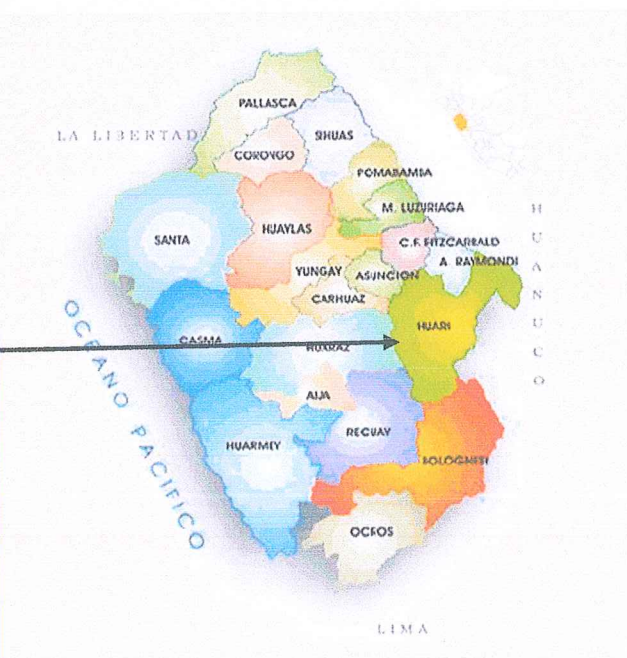 PALLASCA
LA LIBERTAD
SIHUAS
CORONGO
POMABAMBA
M. LUZURIAGA
HUAYLAS
SANTA
C.F. FITZCARRALD
A. RAYMONDI
YUNGAY
ASUNCION
CARHUAZ
HUARI
CASMA
HUARAZ
HUANUCO
OCEANO PACIFICO
AIJA
RECUAY
HUARMEY
BOLOGNESI
OCROS
LIMA